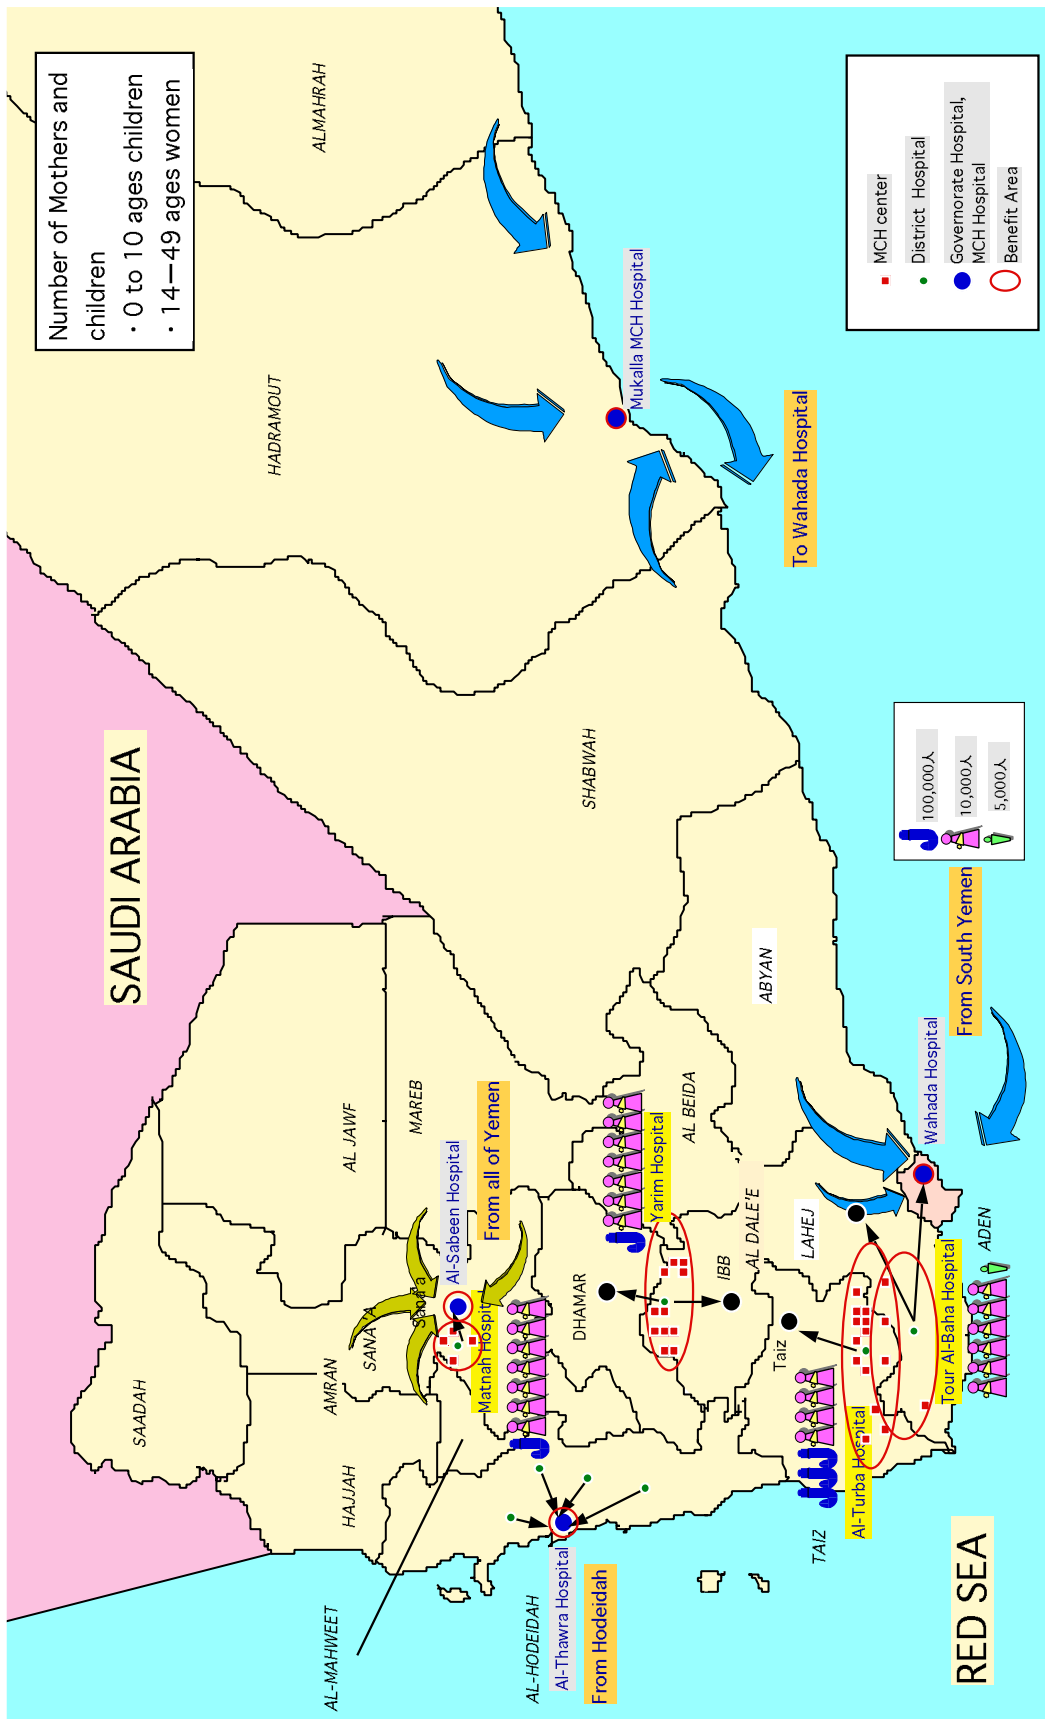 Number of Mothers and
children
・0 to 10 ages children
・14—49 ages women
SAUDI ARABIA
ALMAHRAH
HADRAMOUT
SHABWAH
SAADAH
AL JAWF
MAREB
AMRAN
HAJJAH
SANA'A
Sana'a
Al-Sabeen Hospital
From all of Yemen
Matnah Hospit
AL-MAHWEET
AL-HODEIDAH
Al-Thawra Hospital
From Hodeidah
DHAMAR
Yarim Hospital
AL BEIDA
ABYAN
IBB
AL DALE'E
LAHEJ
Taiz
TAIZ
Al-Turba Hospital
Tour Al-Baha Hospital
ADEN
Wahada Hospital
From South Yemen
Mukalla MCH Hospital
To Wahada Hospital
RED SEA
MCH center
District Hospital
Governorate Hospital,
MCH Hospital
Benefit Area
100,000人
10,000人
5,000人